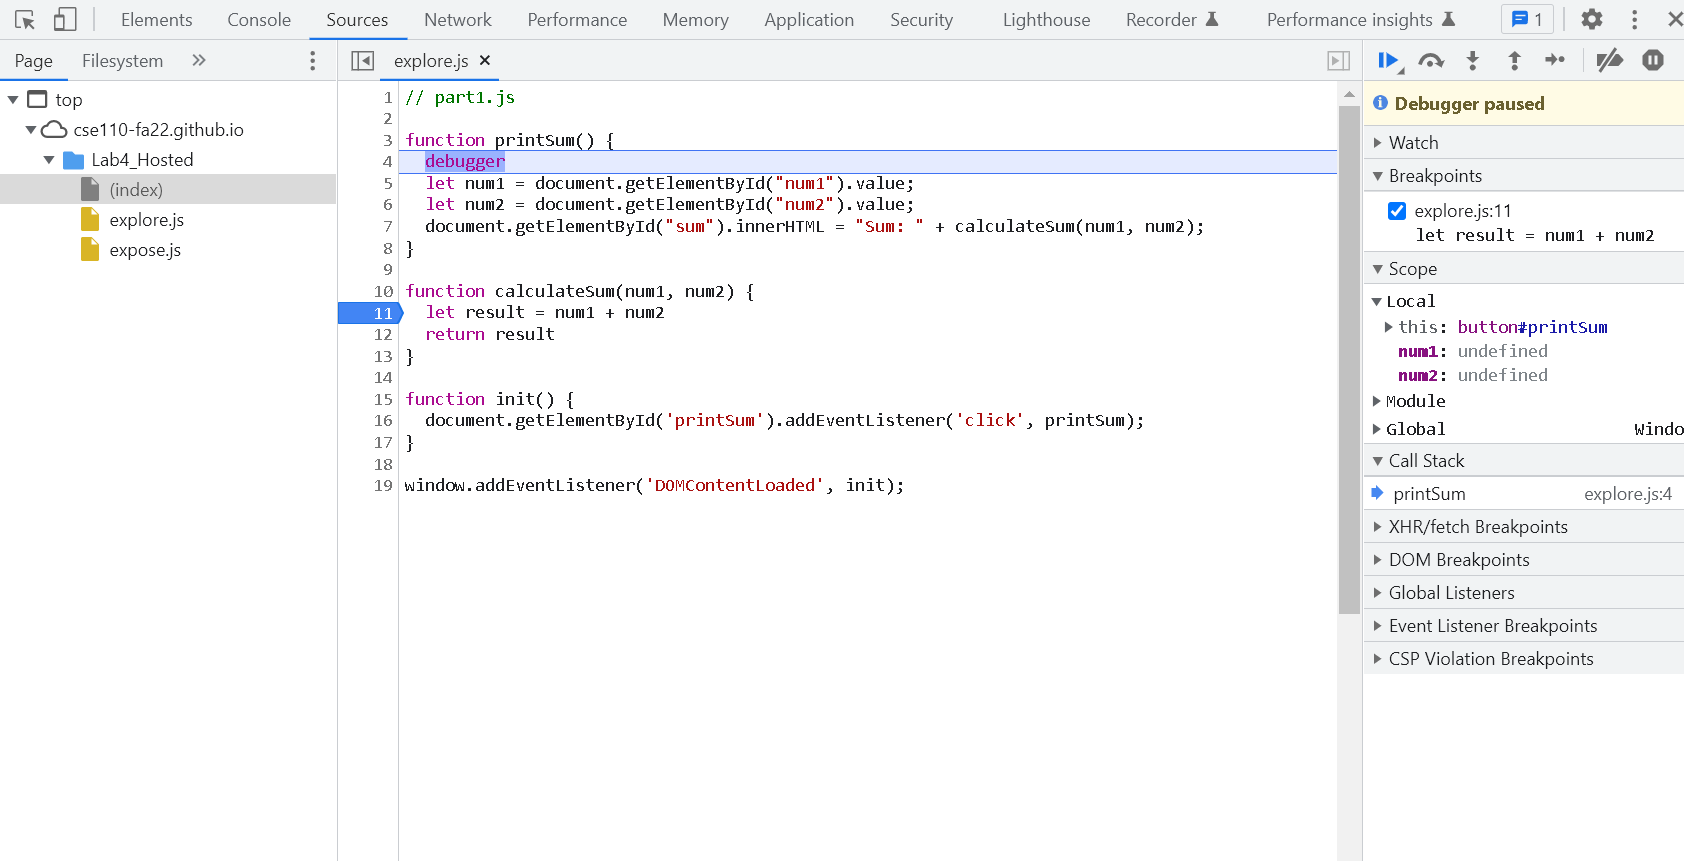 Elements Console Sources Network Performance Memory Application Security Lighthouse Recorder Performance insights 1
Page Filesystem
top
cse110-fa22.github.io
Lab4_Hosted
(index)
explore.js
expose.js
explore.js
1 // part1.js
2
3 function printSum() {
4   debugger
5   let num1 = document.getElementById("num1").value;
6   let num2 = document.getElementById("num2").value;
7   document.getElementById("sum").innerHTML = "Sum: " + calculateSum(num1, num2);
8 }
9
10 function calculateSum(num1, num2) {
11   let result = num1 + num2
12   return result
13 }
14
15 function init() {
16   document.getElementById('printSum').addEventListener('click', printSum);
17 }
18
19 window.addEventListener('DOMContentLoaded', init);
Debugger paused
Watch
Breakpoints
explore.js:11
let result = num1 + num2
Scope
Local
this: button#printSum
num1: undefined
num2: undefined
Module
Global Windo
Call Stack
printSum explore.js:4
XHR/fetch Breakpoints
DOM Breakpoints
Global Listeners
Event Listener Breakpoints
CSP Violation Breakpoints